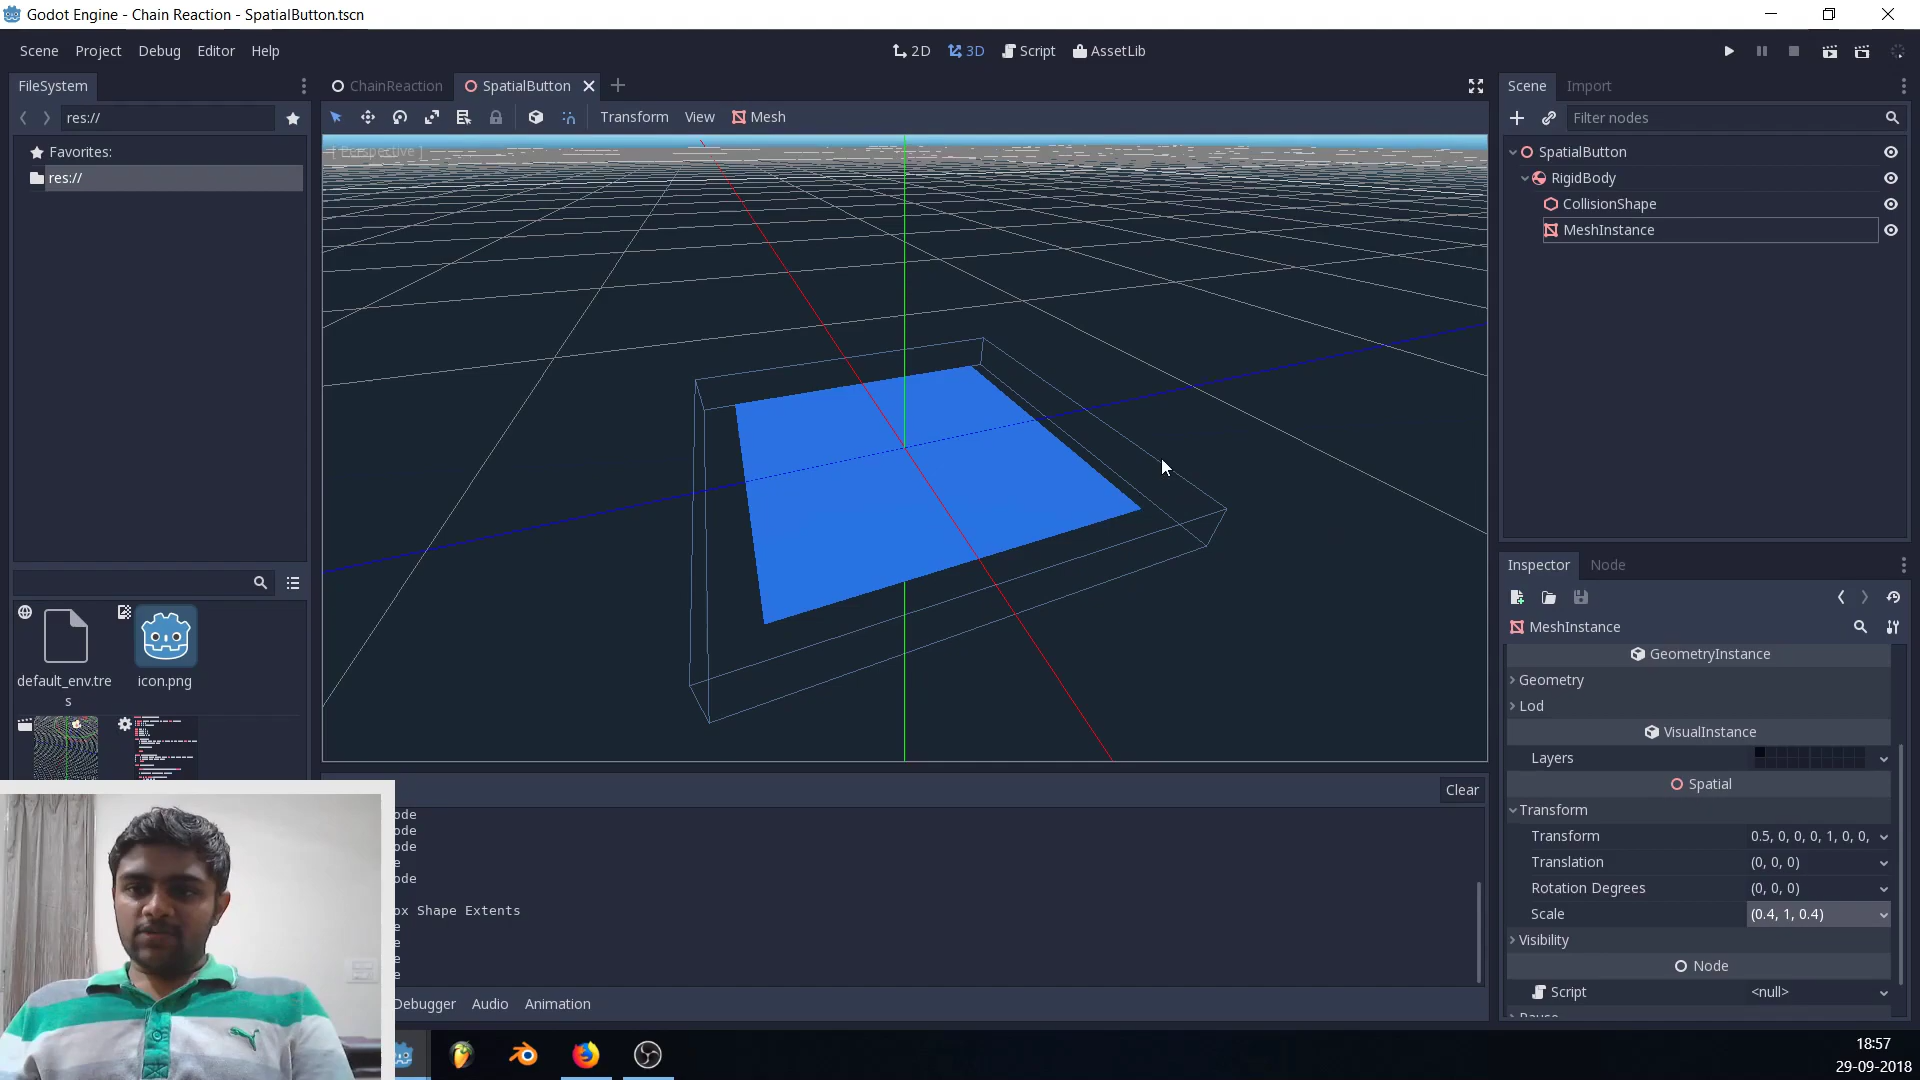 Godot Engine - Chain Reaction - SpatialButton.tscn
Scene Project Debug Editor Help
2D 3D Script AssetLib
FileSystem
ChainReaction SpatialButton
Scene Import
res://
Transform View Mesh
Filter nodes
Favorites:
res://
[ Perspective ]
SpatialButton
RigidBody
CollisionShape
MeshInstance
default_env.tre
s
icon.png
Inspector Node
MeshInstance
GeometryInstance
Geometry
Lod
VisualInstance
Layers
Spatial
Transform
Transform 0.5, 0, 0, 0, 1, 0, 0,
Translation (0, 0, 0)
Rotation Degrees (0, 0, 0)
Scale (0.4, 1, 0.4)
Visibility
Node
Script <null>
Clear
ode
ode
ode
e
ode
ox Shape Extents
e
e
e
e
Debugger Audio Animation
18:57
29-09-2018